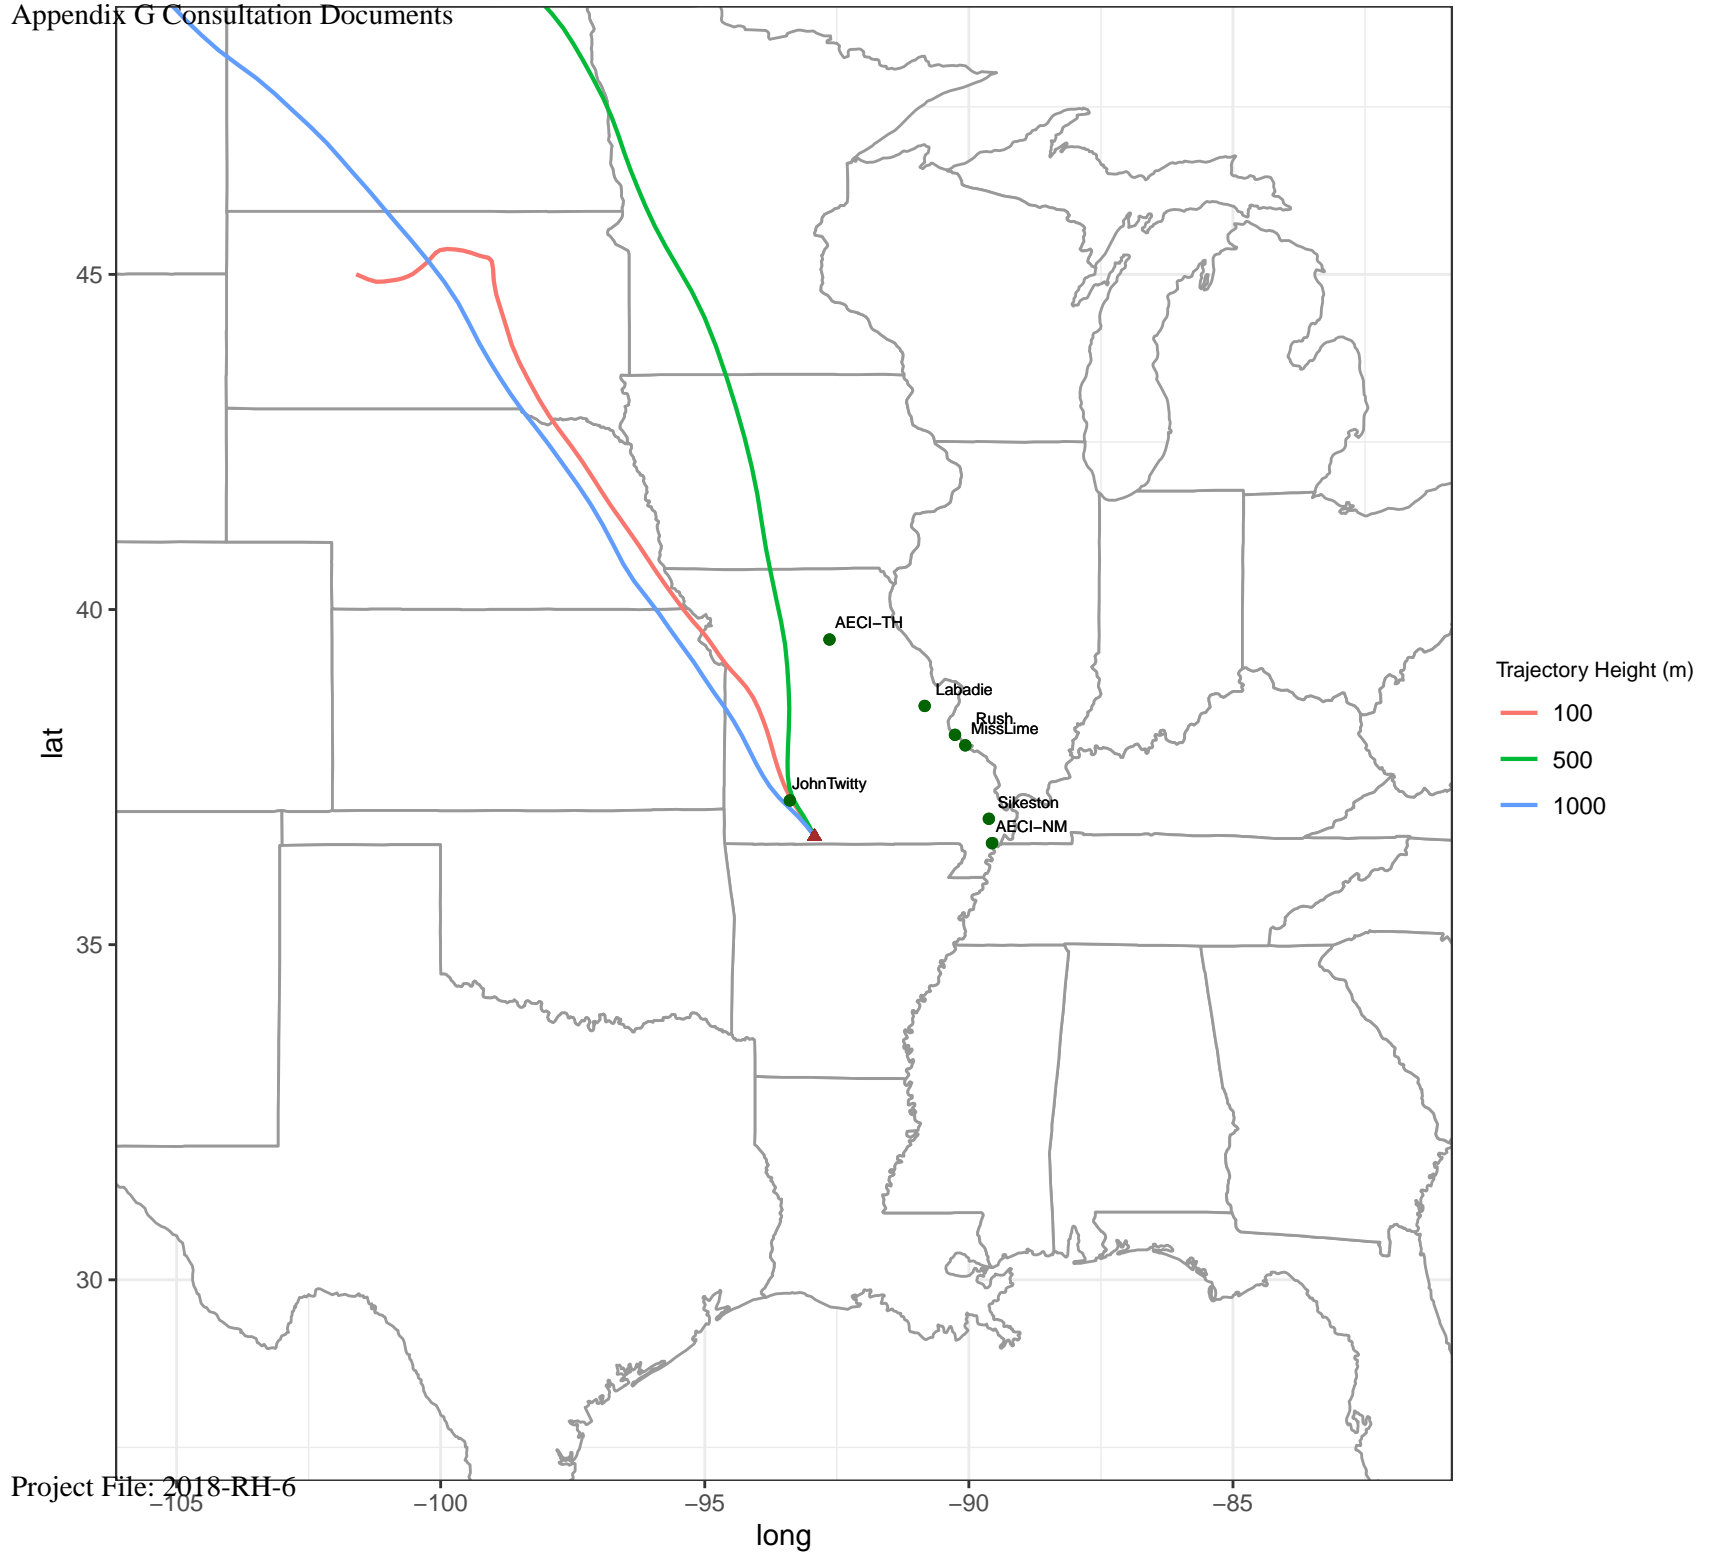 Appendix G Consultation Documents
45
40
35
30
lat
AECI−TH
Labadie
Rush
MissLime
JohnTwitty
Sikeston
AECI−NM
Trajectory Height (m)
100
500
1000
Project File: 2018-RH-6
−105
−100
−95
−90
−85
long